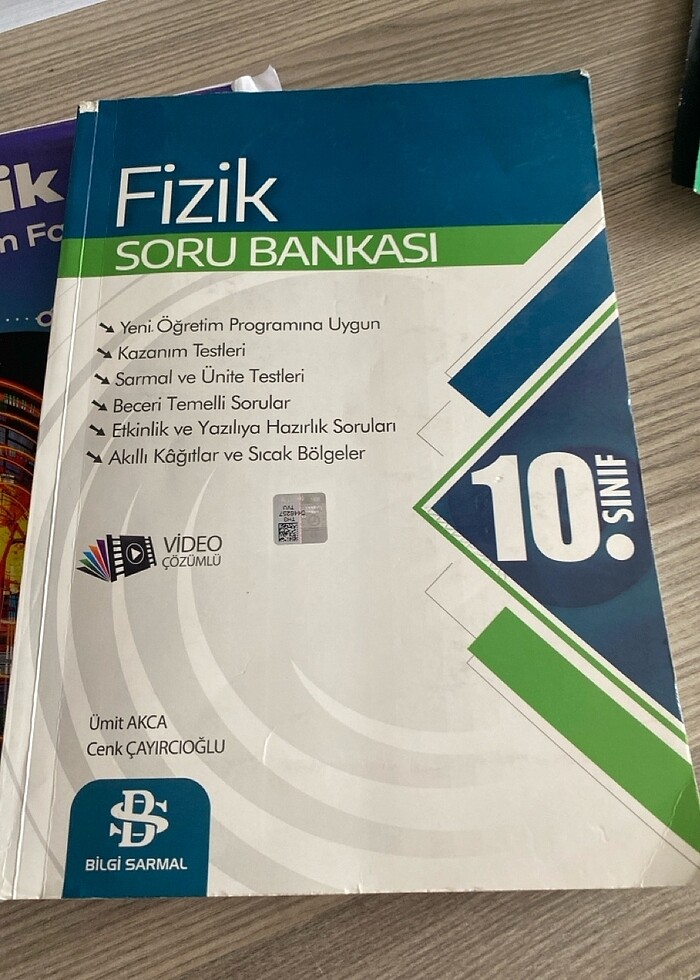 Fizik
SORU BANKASI
Yeni Öğretim Programına Uygun
Kazanım Testleri
Sarmal ve Ünite Testleri
Beceri Temelli Sorular
Etkinlik ve Yazılıya Hazırlık Soruları
Akıllı Kâğıtlar ve Sıcak Bölgeler
10. SINIF
VİDEO
ÇÖZÜMLÜ
Ümit AKCA
Cenk ÇAYIRCIOĞLU
BS
BİLGİ SARMAL
ik